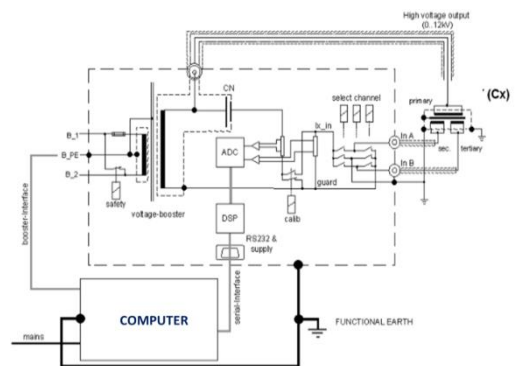 High voltage output
(0..12kV)
' (Cx)
CN
primary
select channel
Ix_in
B_1
In A
ADC
sec.
tertiary
B_PE
In B
B_2
guard
safety
DSP
calib
voltage-booster
RS232 &
supply
booster-interface
serial-interface
COMPUTER
FUNCTIONAL EARTH
mains